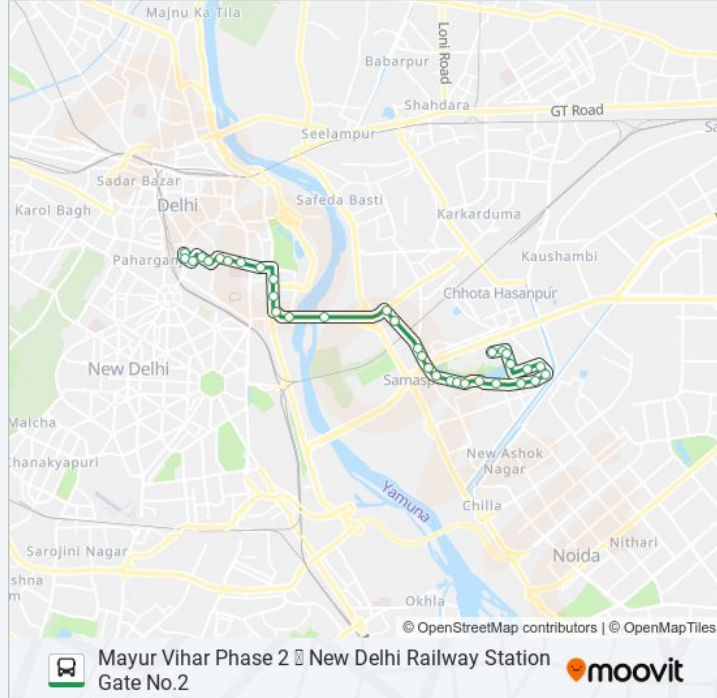 Majnu Ka Tila
Babarpur
Loni Road
Shahdara
GT Road
Seelampur
Sadar Bazar
Karol Bagh
Delhi
Safeda Basti
Karkarduma
Paharganj
Kaushambi
Chhota Hasanpur
New Delhi
Samasp
Malcha
Chanakyapuri
New Ashok
Nagar
Yamuna
Chilla
Sarojini Nagar
Noida
Nithari
Okhla
© OpenStreetMap contributors | © OpenMapTiles
Mayur Vihar Phase 2 New Delhi Railway Station
Gate No.2
moovit